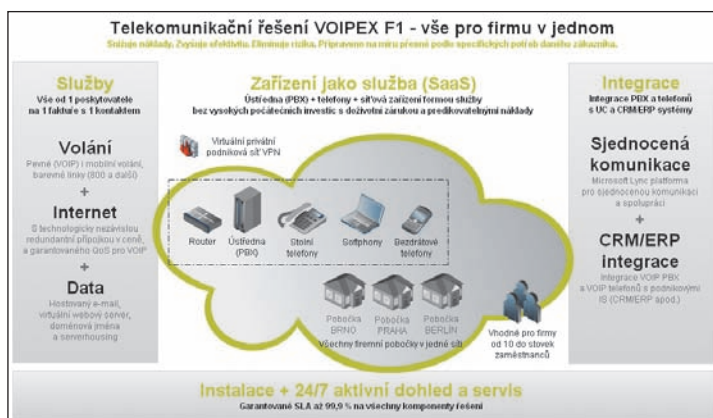 Telekomunikační řešení VOIPEX F1 - vše pro firmu v jednom
Snižuje náklady. Zvyšuje efektivitu. Eliminuje rizika. Připraveno na míru přesně podle specifických potřeb daného zákazníka.
Služby
Vše od 1 poskytovatele
na 1 faktuře s 1 kontaktem
Volání
Pevné (VOIP) i mobilní volání,
barevné linky (800 a další)
+
Internet
S technologicky nezávislou
redundantní přípojkou v ceně,
a garantovaného QoS pro VOIP
+
Data
Hostovaný e-mail,
virtuální webový server,
doménová jména
a serverhousing
Zařízení jako služba (SaaS)
Ústředna (PBX) + telefony + síťová zařízení formou služby
bez vysokých počátečních investic s doživotní zárukou a predikovatelnými náklady
Virtuální privátní
podniková síť VPN
Router
Ústředna
(PBX)
Stolní
telefony
Softphony
Bezdrátové
telefony
Pobočka
BRNO
Pobočka
PRAHA
Pobočka
BERLÍN
Všechny firemní pobočky v jedné síti
Vhodné pro firmy
od 10 do stovek
zaměstnanců
Integrace
Integrace PBX a telefonů
s UC a CRM/ERP systémy
Sjednocená
komunikace
Microsoft Lync platforma
pro sjednocenou komunikaci
a spolupráci
+
CRM/ERP
integrace
Integrace VOIP PBX
a VOIP telefonů s podnikovými
IS (CRM/ERP apod.)
Instalace + 24/7 aktivní dohled a servis
Garantované SLA až 99,9 % na všechny komponenty řešení